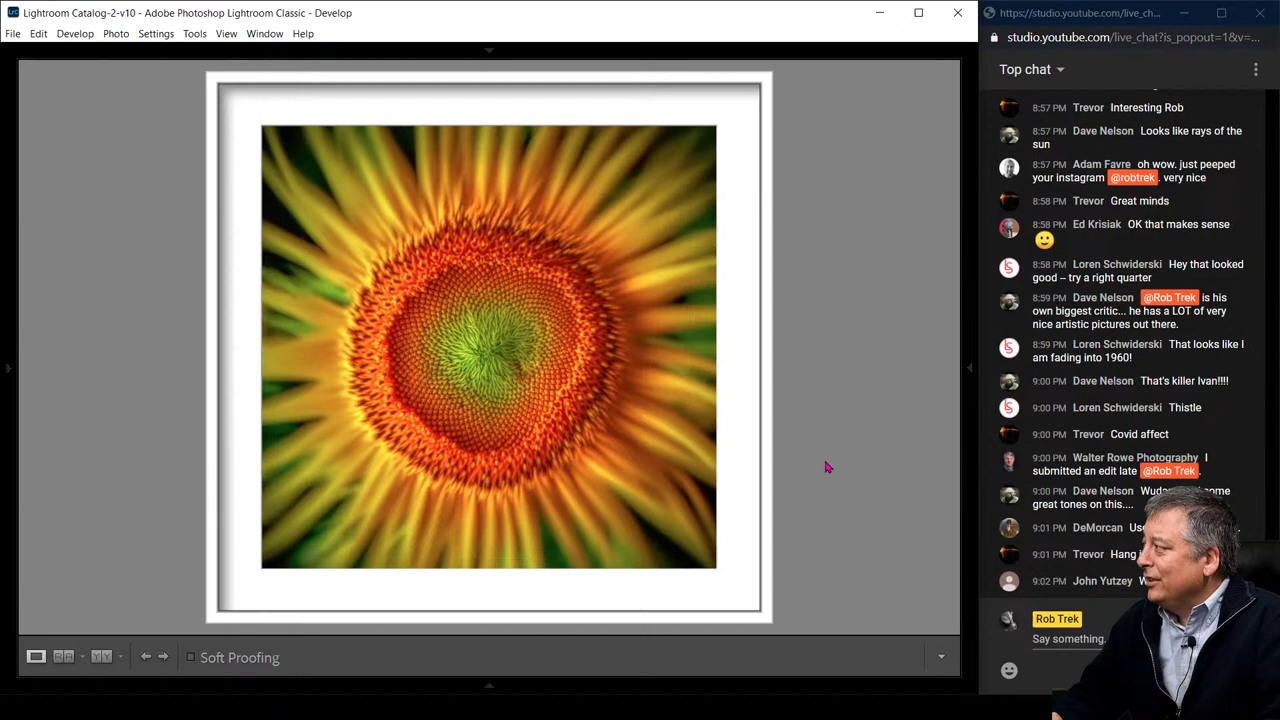 Lightroom Catalog-2-v10 - Adobe Photoshop Lightroom Classic - Develop
File Edit Develop Photo Settings Tools View Window Help
Soft Proofing
https://studio.youtube.com/live_ch...
studio.youtube.com/live_chat?is_popout=1&v=...
Top chat
8:57 PM Trevor Interesting Rob
8:57 PM Dave Nelson Looks like rays of the
sun
8:57 PM Adam Favre oh wow. just peeped
your instagram @robtrek . very nice
8:58 PM Trevor Great minds
8:58 PM Ed Krisiak OK that makes sense
8:58 PM Loren Schwiderski Hey that looked
good – try a right quarter
8:59 PM Dave Nelson @Rob Trek is his
own biggest critic... he has a LOT of very
nice artistic pictures out there.
8:59 PM Loren Schwiderski That looks like I
am fading into 1960!
9:00 PM Dave Nelson That's killer Ivan!!!!
9:00 PM Loren Schwiderski Thistle
9:00 PM Trevor Covid affect
9:00 PM Walter Rowe Photography I
submitted an edit late @Rob Trek .
9:00 PM Dave Nelson some
great tones on this....
9:01 PM DeMorcan
9:01 PM Trevor Hang
9:02 PM John Yutzey
Rob Trek
Say something.